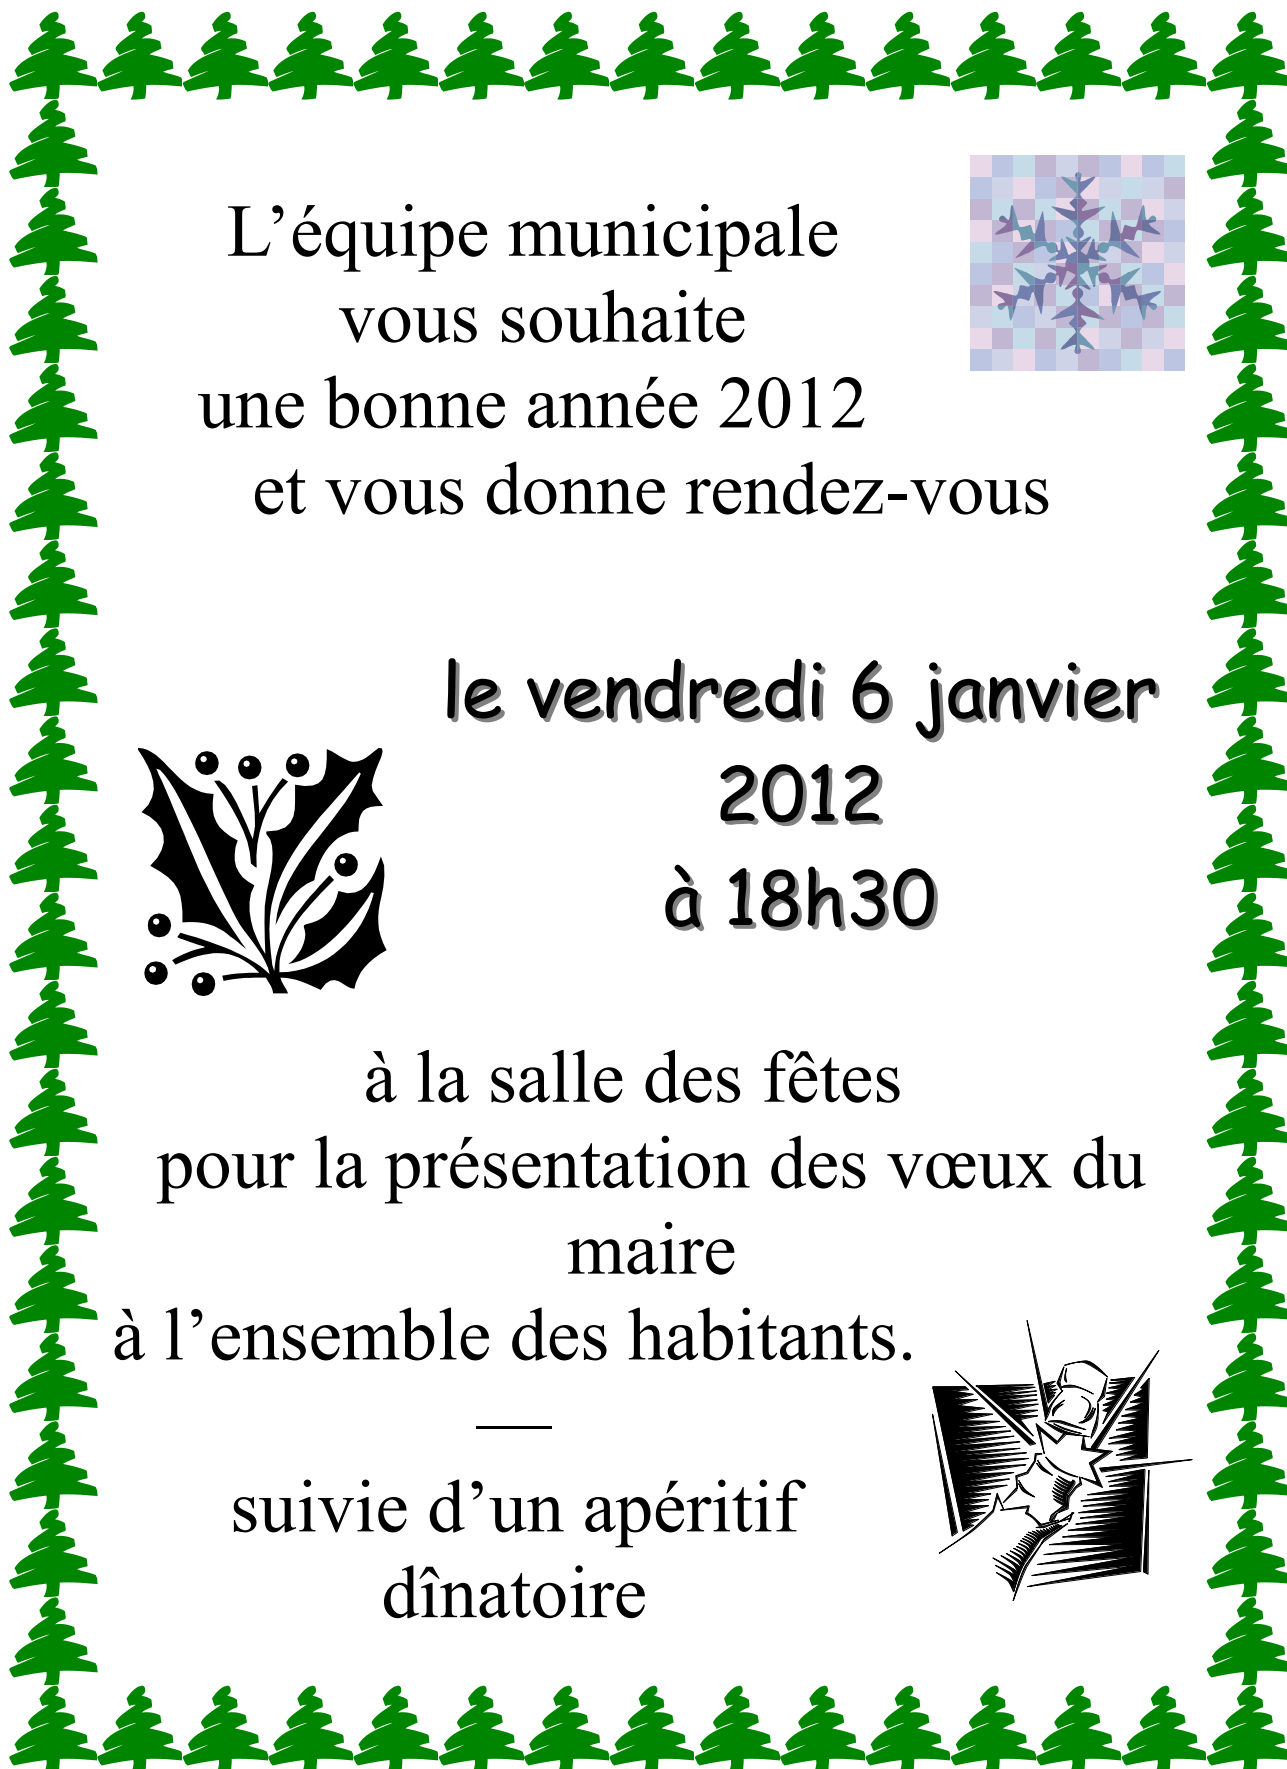 L’équipe municipale
vous souhaite
une bonne année 2012
et vous donne rendez-vous
le vendredi 6 janvier
2012
à 18h30
à la salle des fêtes
pour la présentation des vœux du
maire
à l’ensemble des habitants.
—
suivie d’un apéritif
dînatoire